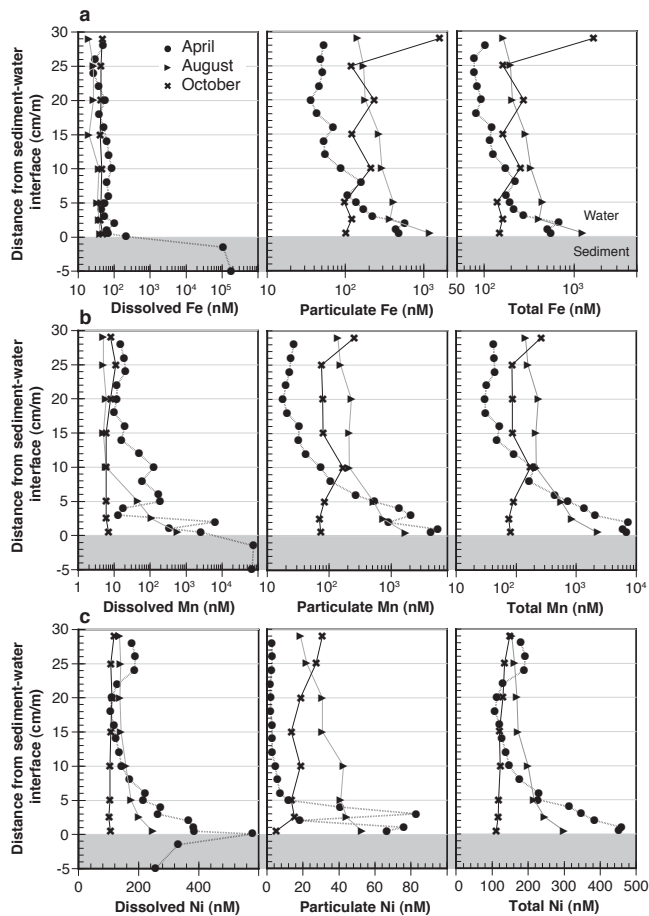 a
Distance from sediment-water
interface (cm/m)
30
25
20
15
10
5
0
-5
April
August
October
10
10²
10³
10⁴
10⁵
Dissolved Fe (nM)
10
10²
10³
Particulate Fe (nM)
Water
Sediment
50
10²
10³
Total Fe (nM)
b
Distance from sediment-water
interface (cm/m)
30
25
20
15
10
5
0
-5
1
10
10²
10³
10⁴
Dissolved Mn (nM)
10
10²
10³
Particulate Mn (nM)
10
10²
10³
10⁴
Total Mn (nM)
c
Distance from sediment-water
interface (cm/m)
30
25
20
15
10
5
0
-5
0
200
400
Dissolved Ni (nM)
0
20
40
60
80
Particulate Ni (nM)
0
100
200
300
400
500
Total Ni (nM)